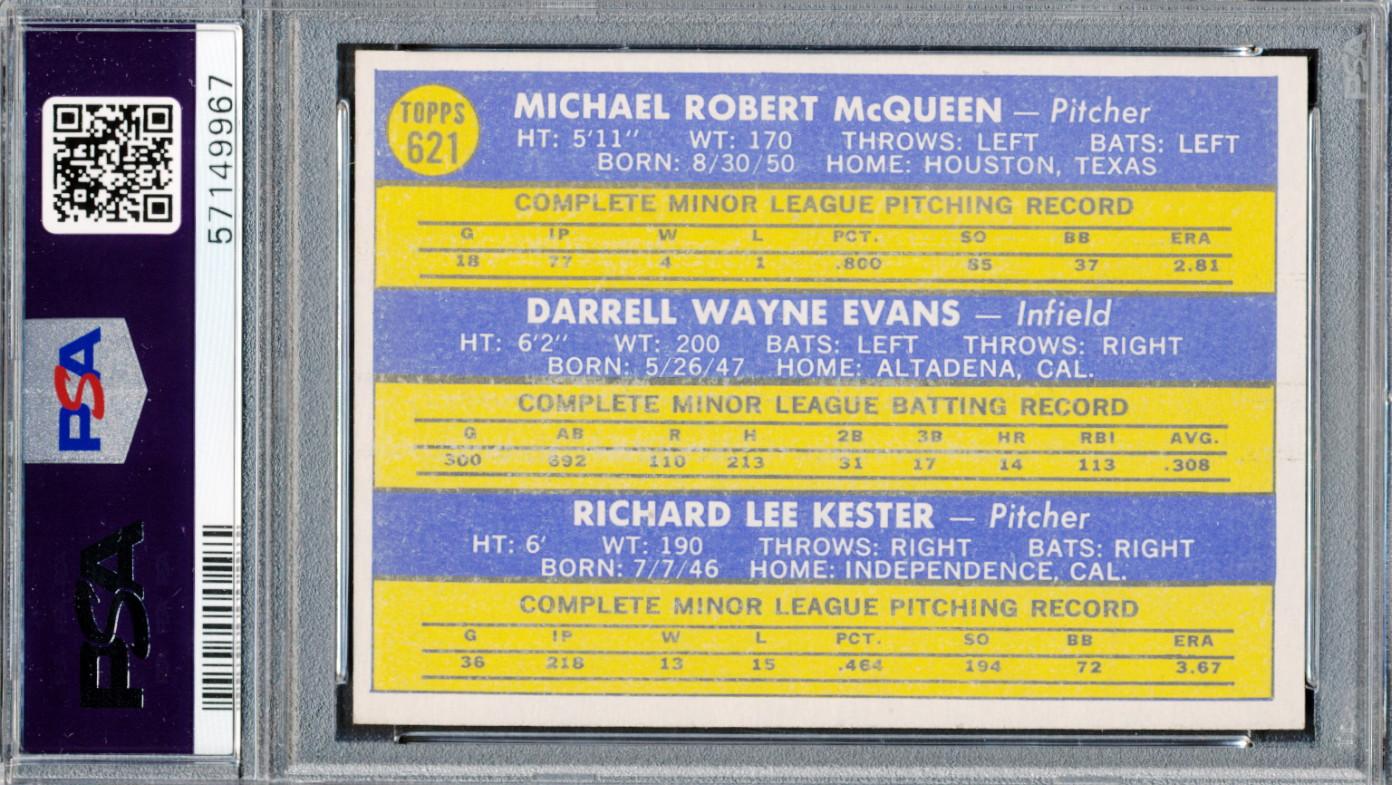 PSA
PSA
57149967
TOPPS
621
MICHAEL ROBERT McQUEEN — Pitcher
HT: 5'11" WT: 170 THROWS: LEFT BATS: LEFT
BORN: 8/30/50 HOME: HOUSTON, TEXAS
COMPLETE MINOR LEAGUE PITCHING RECORD
G IP W L PCT. SO BB ERA
18 77 4 1 .800 85 37 2.81
DARRELL WAYNE EVANS — Infield
HT: 6'2" WT: 200 BATS: LEFT THROWS: RIGHT
BORN: 5/26/47 HOME: ALTADENA, CAL.
COMPLETE MINOR LEAGUE BATTING RECORD
G AB R H 2B 3B HR RBI AVG.
300 692 110 213 31 17 14 113 .308
RICHARD LEE KESTER — Pitcher
HT: 6' WT: 190 THROWS: RIGHT BATS: RIGHT
BORN: 7/7/46 HOME: INDEPENDENCE, CAL.
COMPLETE MINOR LEAGUE PITCHING RECORD
G IP W L PCT. SO BB ERA
36 218 13 15 .464 194 72 3.67
PSA